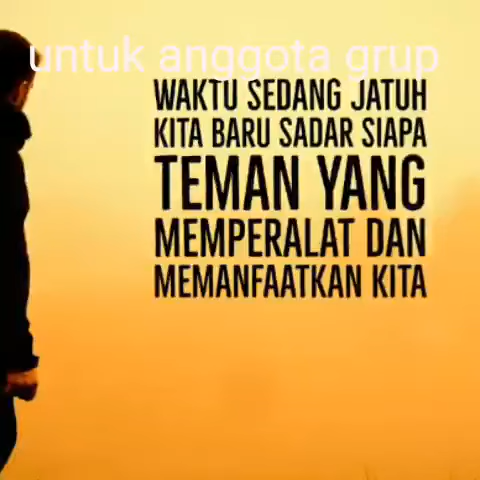 untuk anggota grup
WAKTU SEDANG JATUH
KITA BARU SADAR SIAPA
TEMAN YANG
MEMPERALAT DAN
MEMANFAATKAN KITA